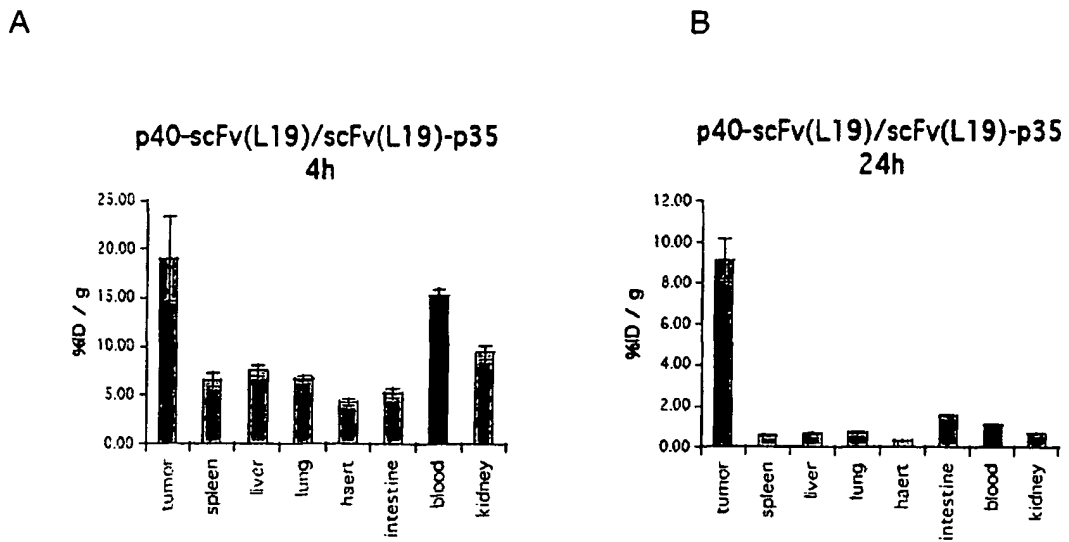 A
B
p40-scFv(L19)/scFv(L19)-p35
4h
%ID / g
25.00
20.00
15.00
10.00
5.00
0.00
tumor
spleen
liver
lung
haert
intestine
blood
kidney
p40-scFv(L19)/scFv(L19)-p35
24h
%ID / g
12.00
10.00
8.00
6.00
4.00
2.00
0.00
tumor
spleen
liver
lung
haert
intestine
blood
kidney